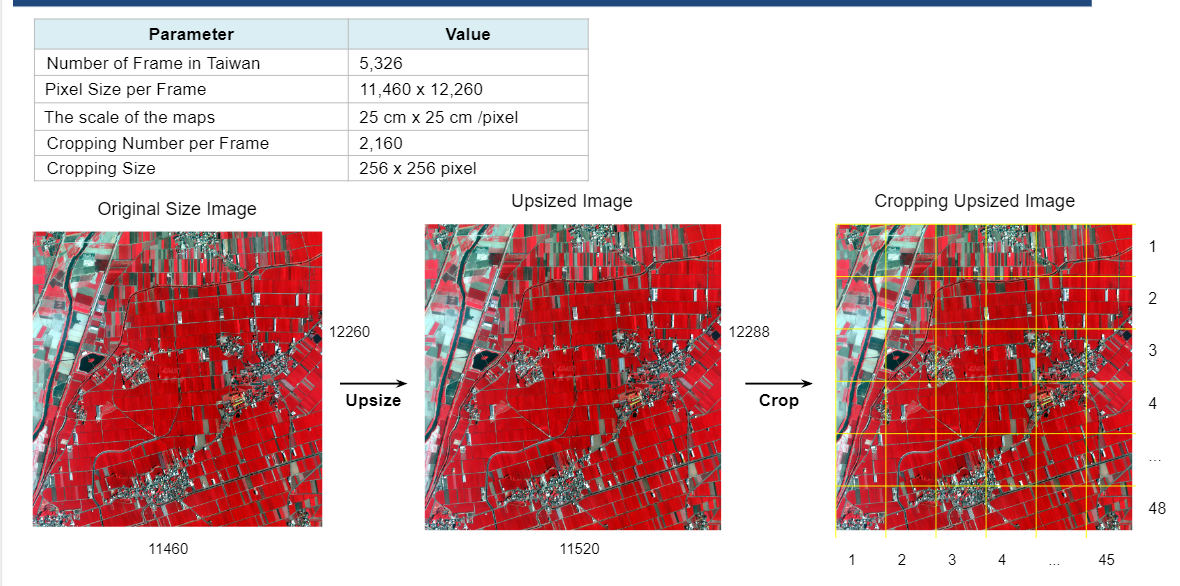 Parameter Value
Number of Frame in Taiwan 5,326
Pixel Size per Frame 11,460 x 12,260
The scale of the maps 25 cm x 25 cm /pixel
Cropping Number per Frame 2,160
Cropping Size 256 x 256 pixel
Original Size Image
Upsized Image
Cropping Upsized Image
12260
11460
Upsize
12288
11520
Crop
1
2
3
4
...
48
1 2 3 4 ... 45